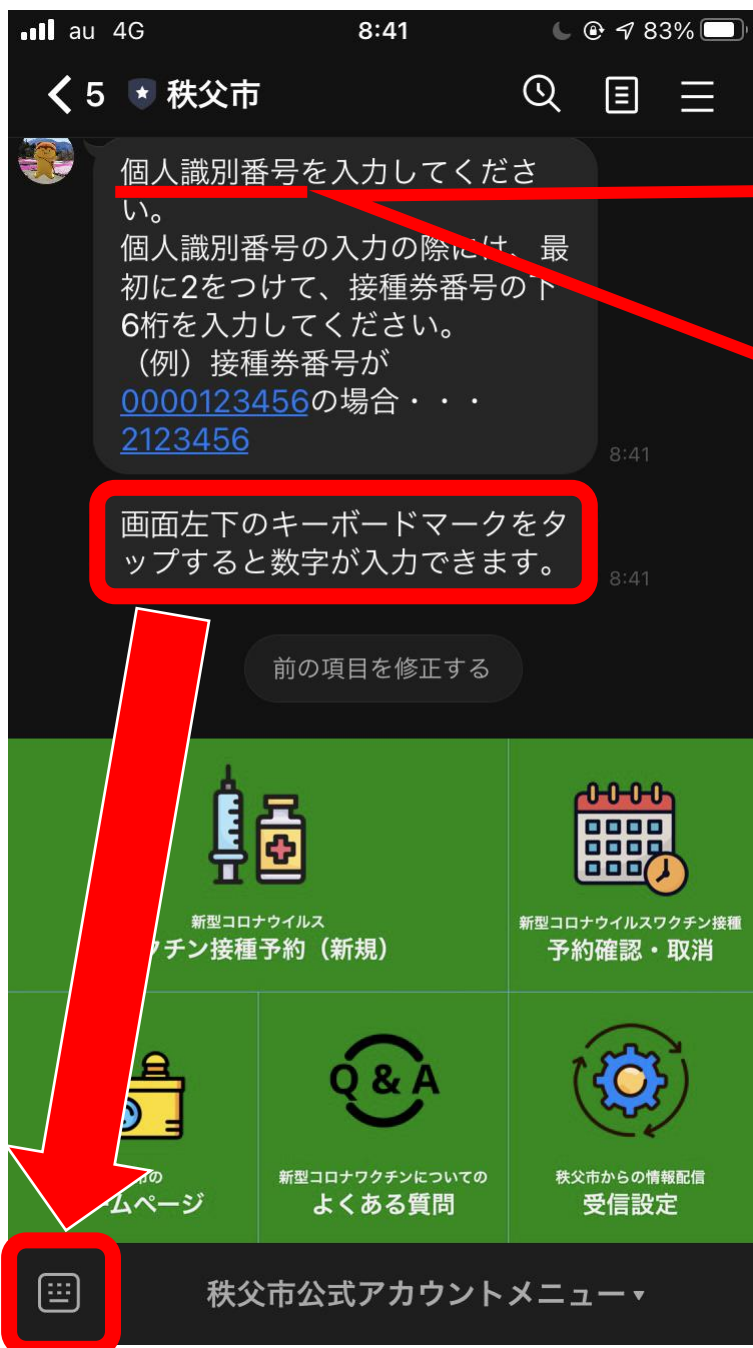 au 4G 8:41 83%
5 秩父市
個人識別番号を入力してくださ
い。
個人識別番号の入力の際には、最
初に2をつけて、接種券番号の下
6桁を入力してください。
（例）接種券番号が
0000123456の場合・・・
2123456
8:41
画面左下のキーボードマークをタ
ップすると数字が入力できます。
8:41
前の項目を修正する
新型コロナウイルス
クチン接種予約（新規）
新型コロナウイルスワクチン接種
予約確認・取消
市の
ムページ
Q & A
新型コロナワクチンについての
よくある質問
秩父市からの情報配信
受信設定
秩父市公式アカウントメニュー▾